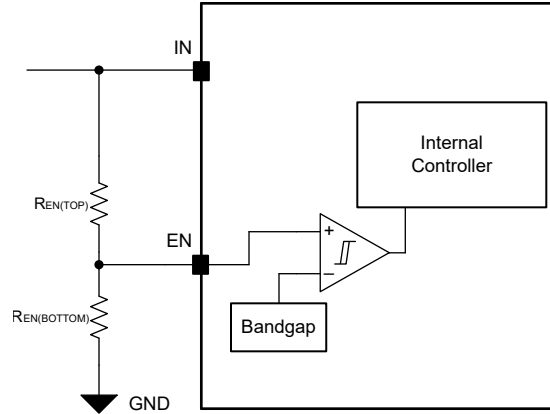 IN
Internal
Controller
REN(TOP)
EN
+
−
REN(BOTTOM)
Bandgap
GND